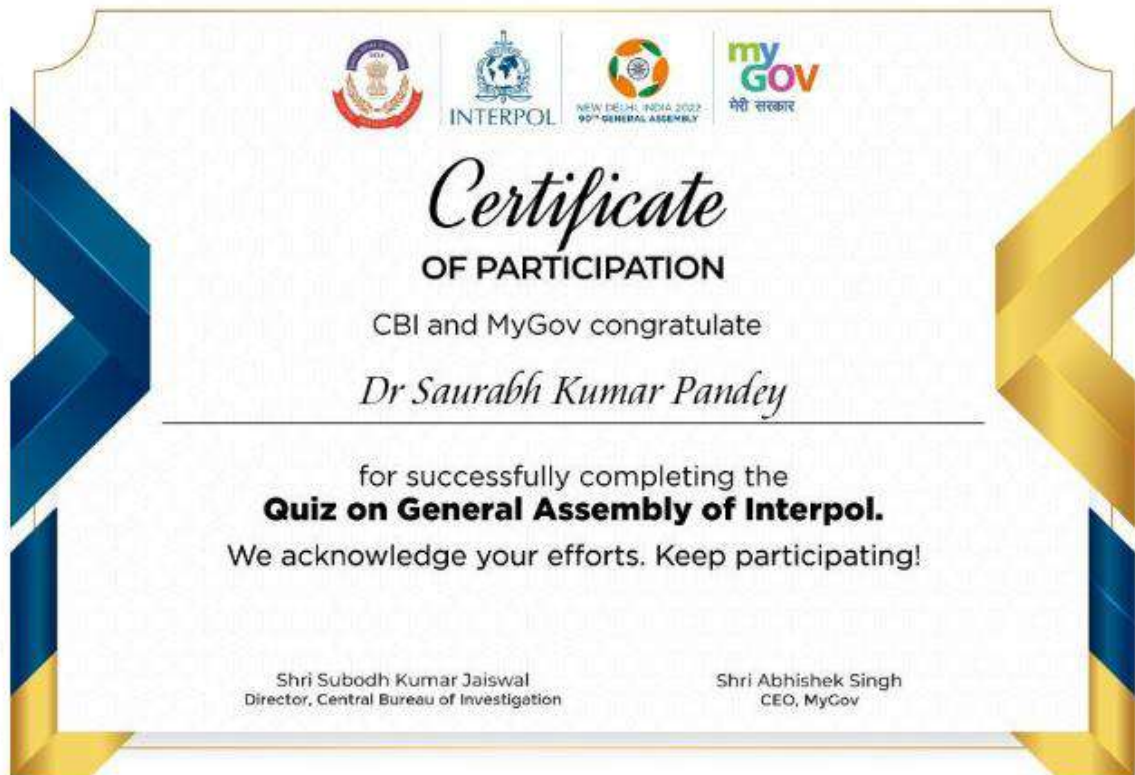 INTERPOL
NEW DELHI, INDIA 2022
90TH GENERAL ASSEMBLY
my
GOV
मेरी सरकार
Certificate
OF PARTICIPATION
CBI and MyGov congratulate
Dr Saurabh Kumar Pandey
for successfully completing the
Quiz on General Assembly of Interpol.
We acknowledge your efforts. Keep participating!
Shri Subodh Kumar Jaiswal
Director, Central Bureau of Investigation
Shri Abhishek Singh
CEO, MyGov